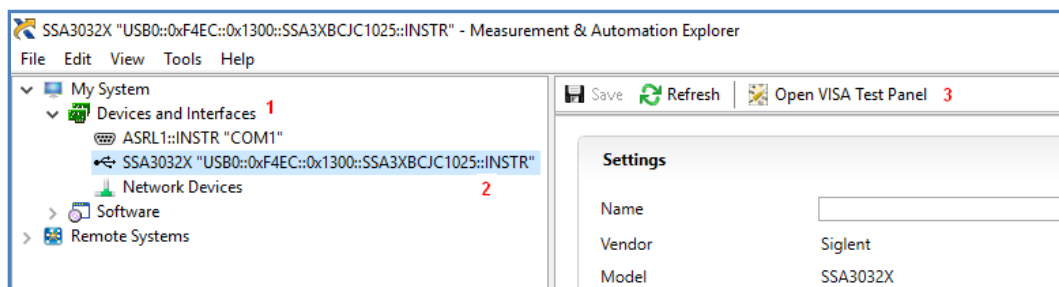 SSA3032X "USB0::0xF4EC::0x1300::SSA3XBCJC1025::INSTR" - Measurement & Automation Explorer
File Edit View Tools Help
My System
Devices and Interfaces 1
ASRL1::INSTR "COM1"
SSA3032X "USB0::0xF4EC::0x1300::SSA3XBCJC1025::INSTR"
Network Devices 2
Software
Remote Systems
Save Refresh Open VISA Test Panel 3
Settings
Name
Vendor Siglent
Model SSA3032X